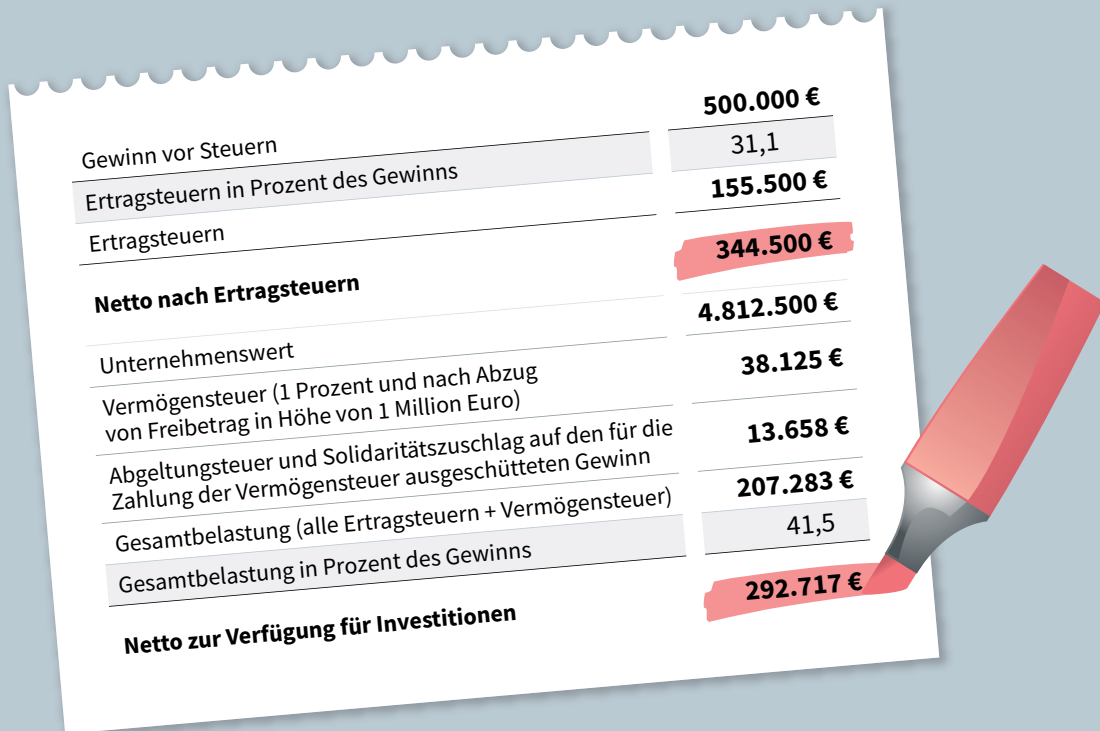 Gewinn vor Steuern 500.000 €
Ertragsteuern in Prozent des Gewinns 31,1
Ertragsteuern 155.500 €
Netto nach Ertragsteuern 344.500 €
Unternehmenswert 4.812.500 €
Vermögensteuer (1 Prozent und nach Abzug
von Freibetrag in Höhe von 1 Million Euro) 38.125 €
Abgeltungsteuer und Solidaritätszuschlag auf den für die
Zahlung der Vermögensteuer ausgeschütteten Gewinn 13.658 €
Gesamtbelastung (alle Ertragsteuern + Vermögensteuer) 207.283 €
Gesamtbelastung in Prozent des Gewinns 41,5
Netto zur Verfügung für Investitionen 292.717 €